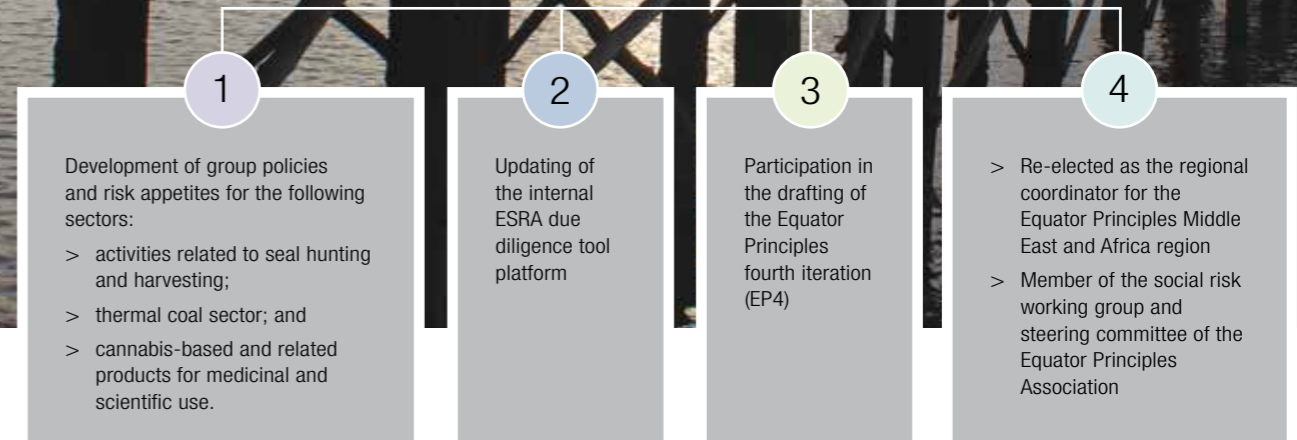 1
Development of group policies
and risk appetites for the following
sectors:
> activities related to seal hunting
and harvesting;
> thermal coal sector; and
> cannabis-based and related
products for medicinal and
scientific use.
2
Updating of
the internal
ESRA due
diligence tool
platform
3
Participation in
the drafting of
the Equator
Principles
fourth iteration
(EP4)
4
> Re-elected as the regional
coordinator for the
Equator Principles Middle
East and Africa region
> Member of the social risk
working group and
steering committee of the
Equator Principles
Association